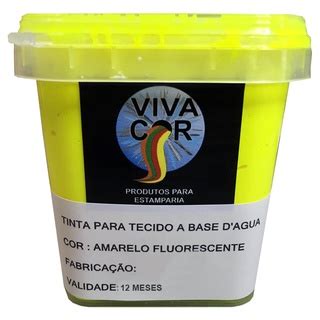 VIVA
COR
PRODUTOS PARA
ESTAMPARIA
TINTA PARA TECIDO A BASE D'AGUA
COR : AMARELO FLUORESCENTE
FABRICAÇÃO:
VALIDADE: 12 MESES